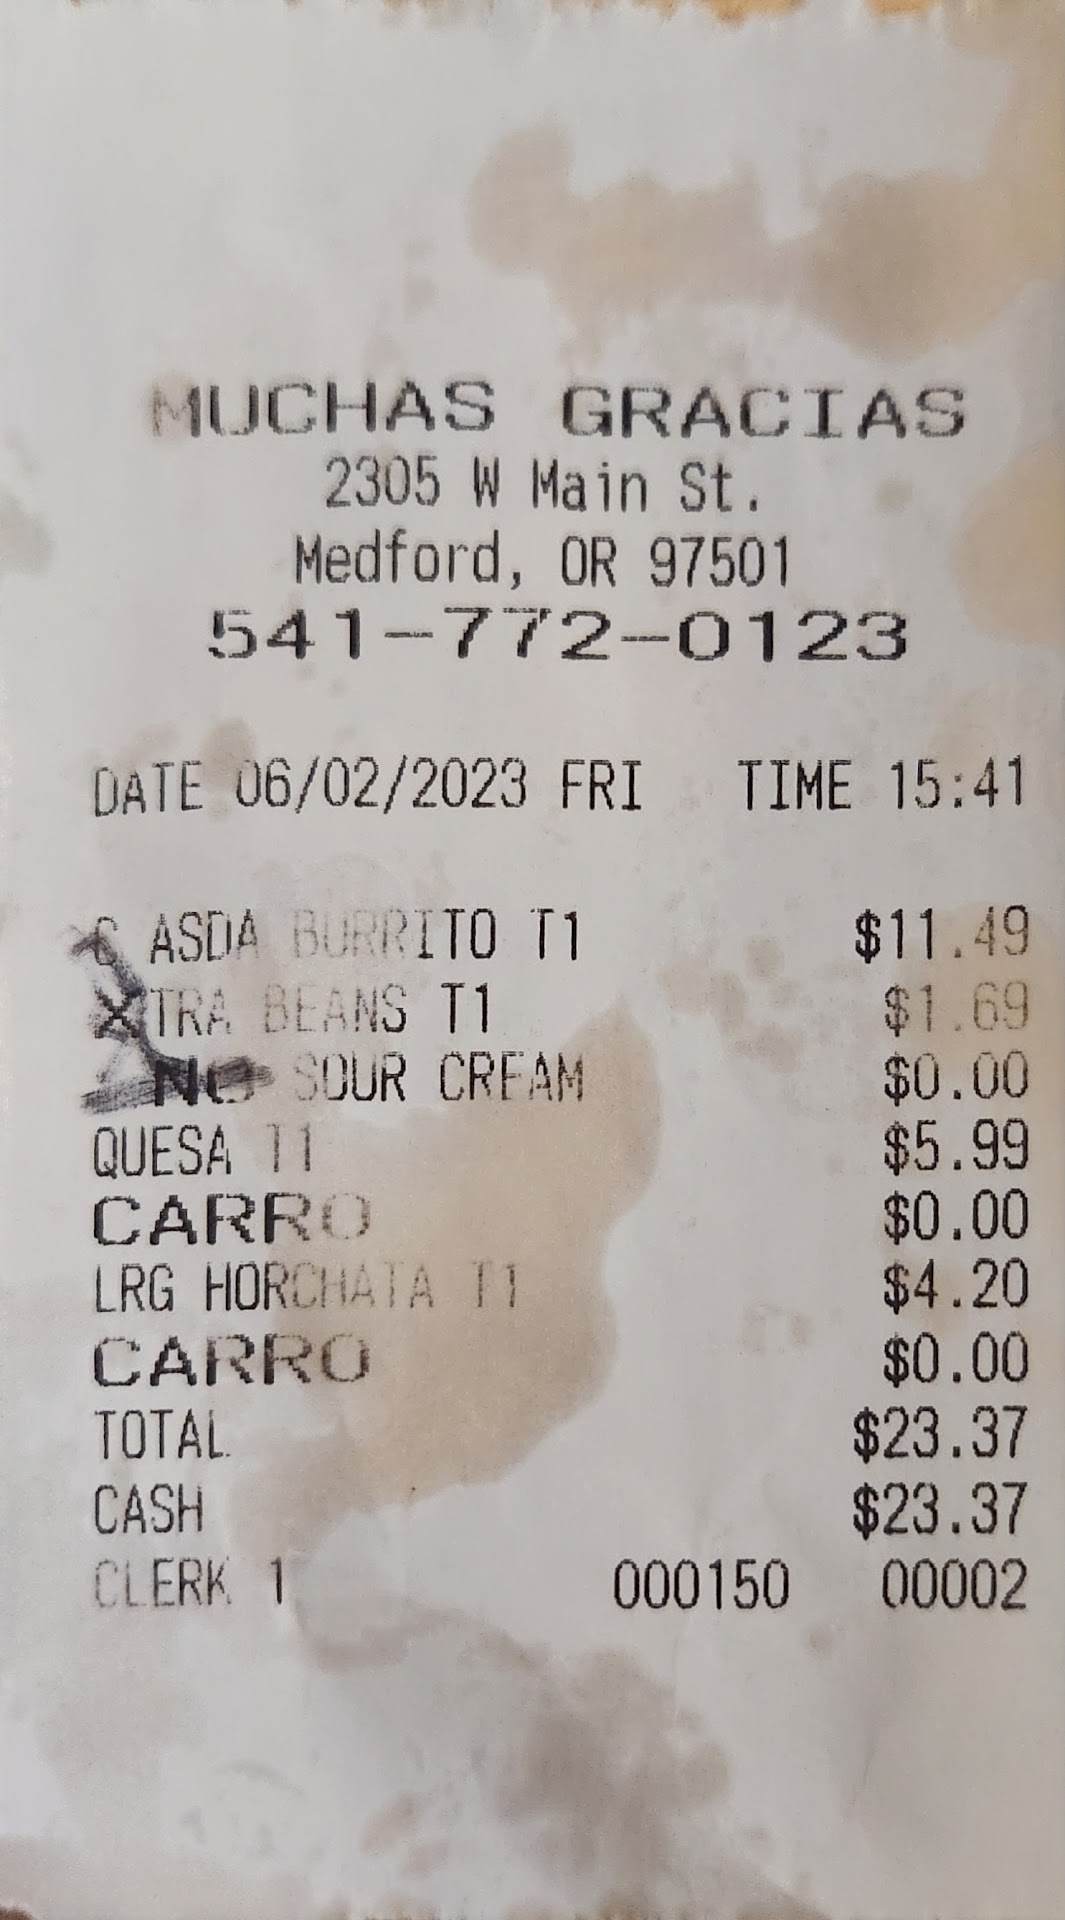 MUCHAS GRACIAS
2305 W Main St.
Medford, OR 97501
541-772-0123
DATE 06/02/2023 FRI TIME 15:41
C ASDA BURRITO T1 $11.49
XTRA BEANS T1 $1.69
NO SOUR CREAM $0.00
QUESA T1 $5.99
CARRO $0.00
LRG HORCHATA T1 $4.20
CARRO $0.00
TOTAL $23.37
CASH $23.37
CLERK 1 000150 00002